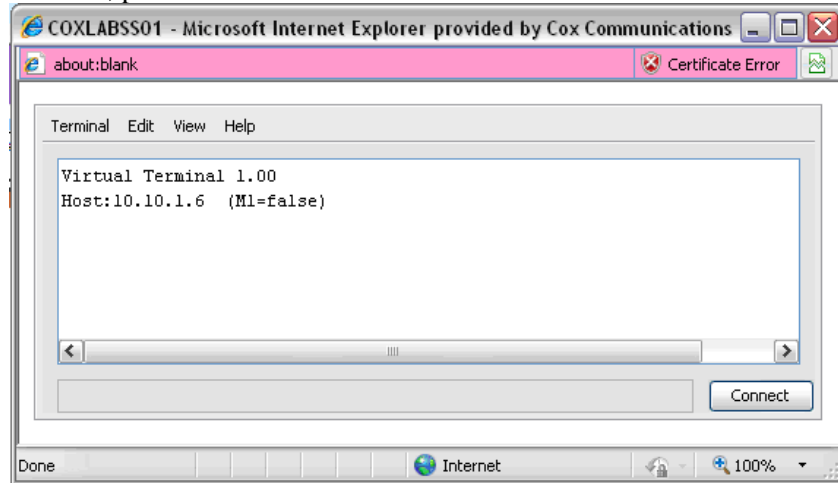 COXLABSS01 - Microsoft Internet Explorer provided by Cox Communications
about:blank Certificate Error
Terminal Edit View Help
Virtual Terminal 1.00
Host:10.10.1.6 (M1=false)
Connect
Done Internet 100%